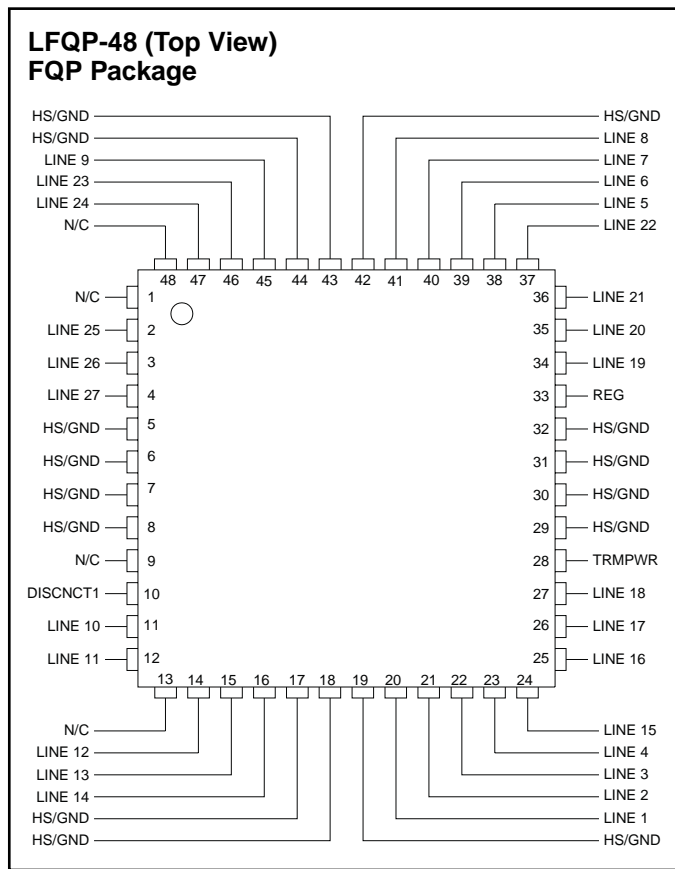 LFQP-48 (Top View)
FQP Package
HS/GND
HS/GND
LINE 9
LINE 23
LINE 24
N/C
HS/GND
LINE 8
LINE 7
LINE 6
LINE 5
LINE 22
48 47 46 45 44 43 42 41 40 39 38 37
N/C 1 36 LINE 21
LINE 25 2 35 LINE 20
LINE 26 3 34 LINE 19
LINE 27 4 33 REG
HS/GND 5 32 HS/GND
HS/GND 6 31 HS/GND
HS/GND 7 30 HS/GND
HS/GND 8 29 HS/GND
N/C 9 28 TRMPWR
DISCNCT1 10 27 LINE 18
LINE 10 11 26 LINE 17
LINE 11 12 25 LINE 16
13 14 15 16 17 18 19 20 21 22 23 24
N/C
LINE 12
LINE 13
LINE 14
HS/GND
HS/GND
LINE 15
LINE 4
LINE 3
LINE 2
LINE 1
HS/GND